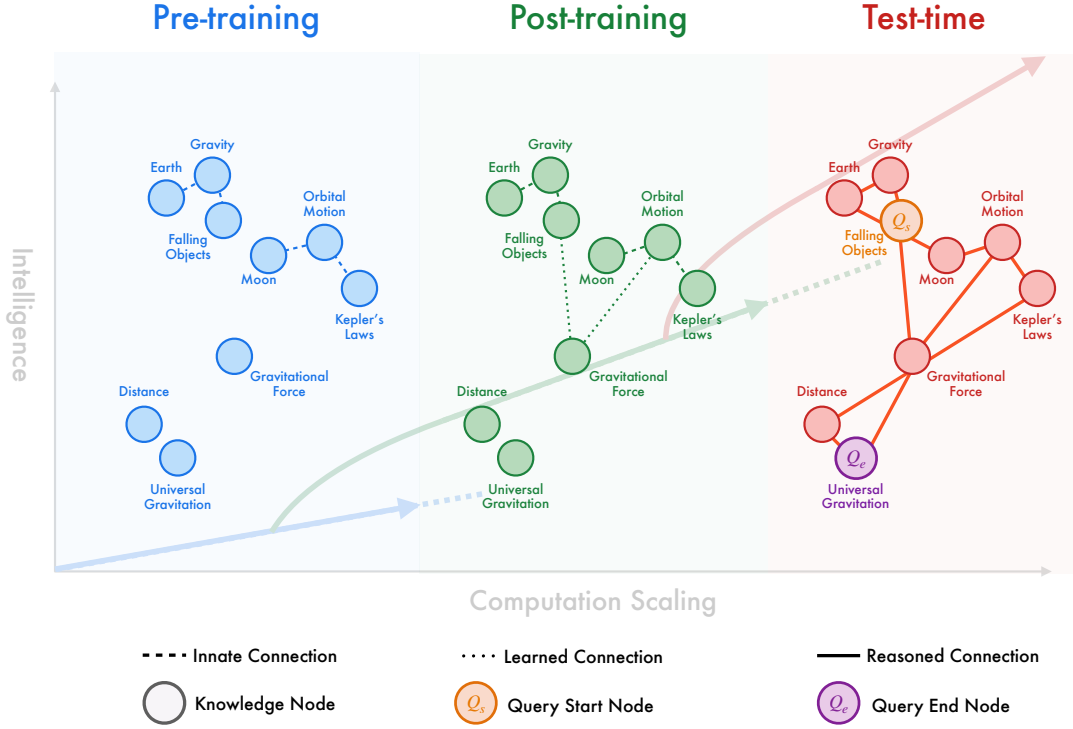 Pre-training
Post-training
Test-time
Intelligence
Gravity
Earth
Orbital
Motion
Falling
Objects
Moon
Kepler's
Laws
Gravitational
Force
Distance
Universal
Gravitation
Gravity
Earth
Orbital
Motion
Falling
Objects
Moon
Kepler's
Laws
Gravitational
Force
Distance
Universal
Gravitation
Gravity
Earth
Orbital
Motion
Qs
Falling
Objects
Moon
Kepler's
Laws
Gravitational
Force
Distance
Qe
Universal
Gravitation
Computation Scaling
Innate Connection
Learned Connection
Reasoned Connection
Knowledge Node
Qs Query Start Node
Qe Query End Node